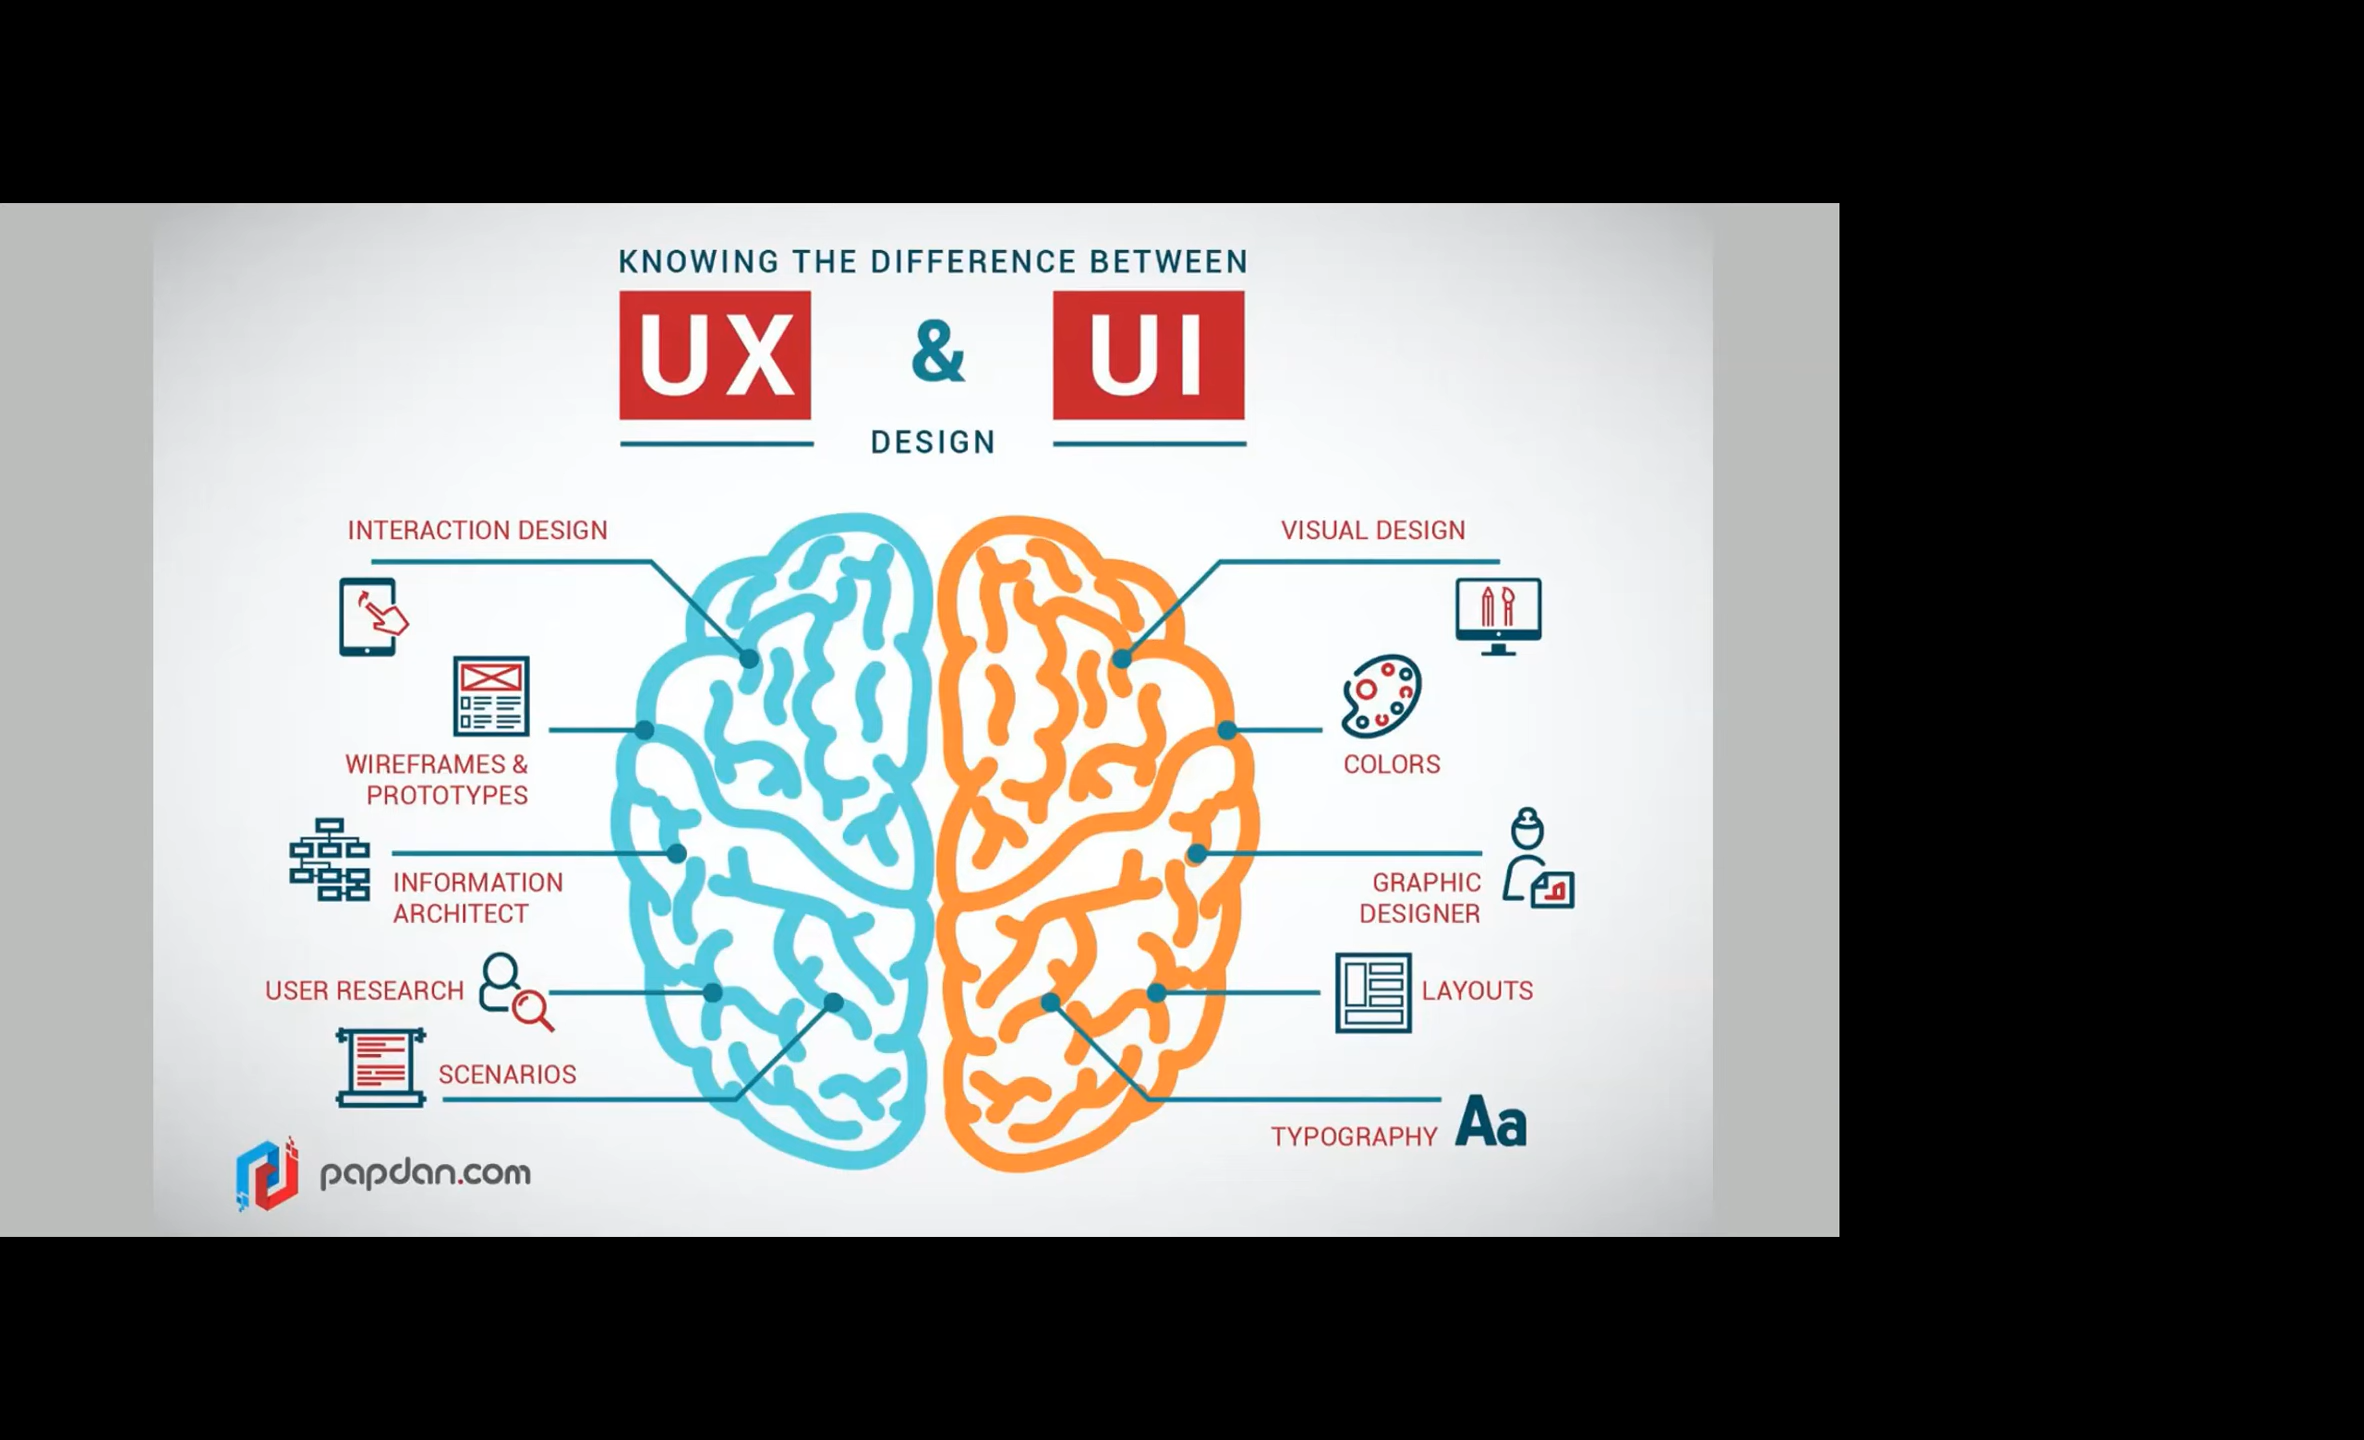 KNOWING THE DIFFERENCE BETWEEN
UX & UI
DESIGN
INTERACTION DESIGN
WIREFRAMES &
PROTOTYPES
INFORMATION
ARCHITECT
USER RESEARCH
SCENARIOS
VISUAL DESIGN
COLORS
GRAPHIC
DESIGNER
LAYOUTS
TYPOGRAPHY
Aa
papdan.com